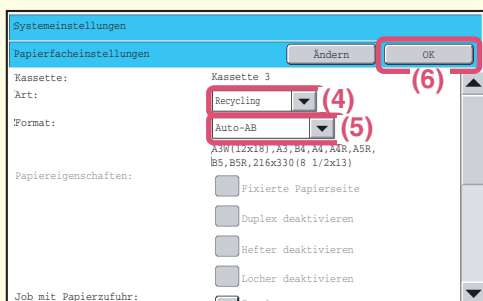 Systemeinstellungen
Papierfacheinstellungen Ändern OK
(6)
Kassette: Kassette 3
Art: Recycling (4)
Format: Auto-AB (5)
A3W(12x18),A3,B4,A4,A4R,A5R,
B5,B5R,216x330(8 1/2x13)
Papiereigenschaften:
Fixierte Papierseite
Duplex deaktivieren
Hefter deaktivieren
Locher deaktivieren
Job mit Papierzufuhr: